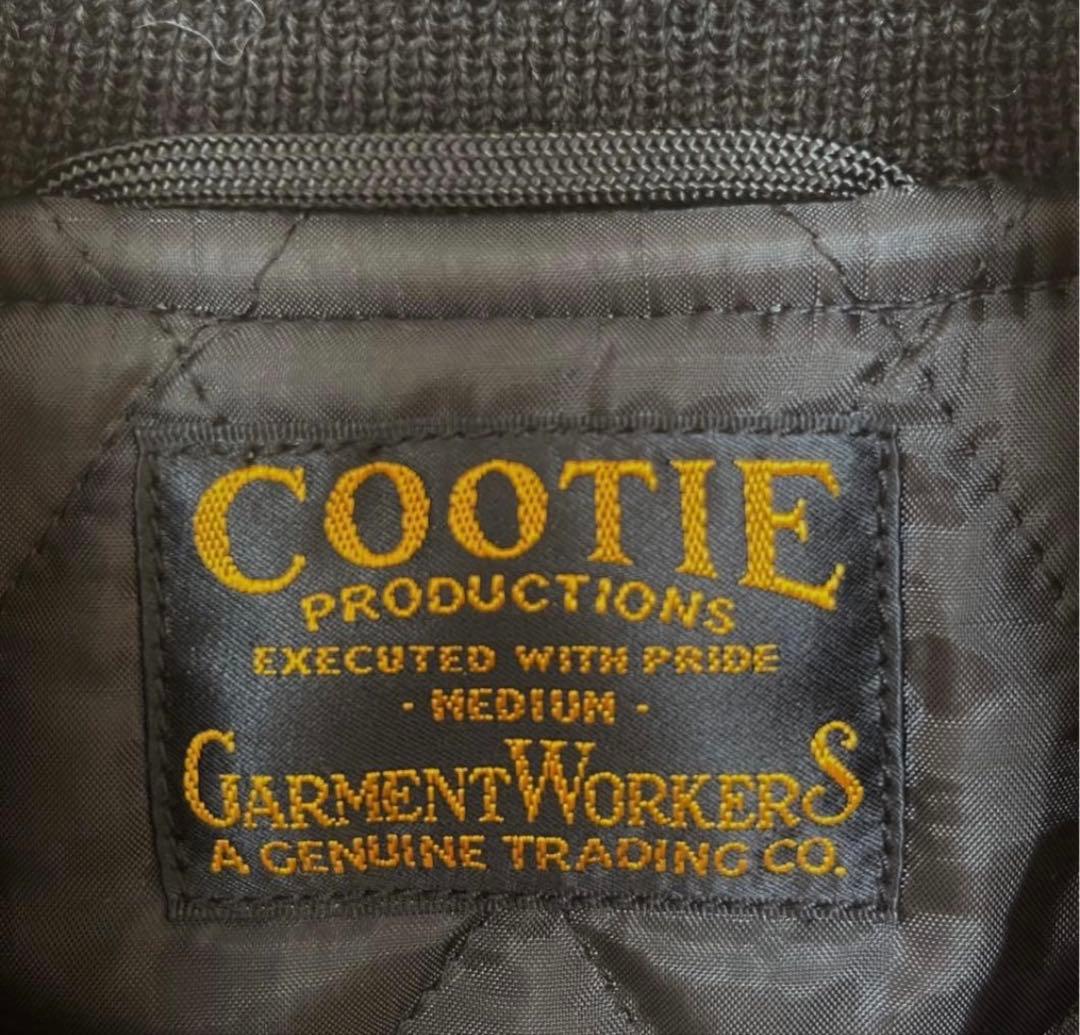 COOTIE
PRODUCTIONS
EXECUTED WITH PRIDE
- MEDIUM -
GARMENTWORKERS
A GENUINE TRADING CO.